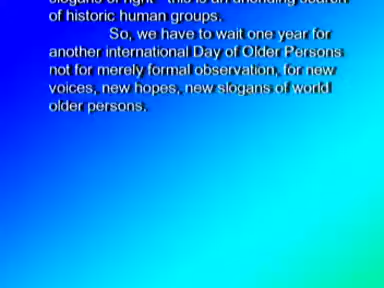 of historic human groups.
So, we have to wait one year for
another international Day of Older Persons
not for merely formal observation, for new
voices, new hopes, new slogans of world
older persons.